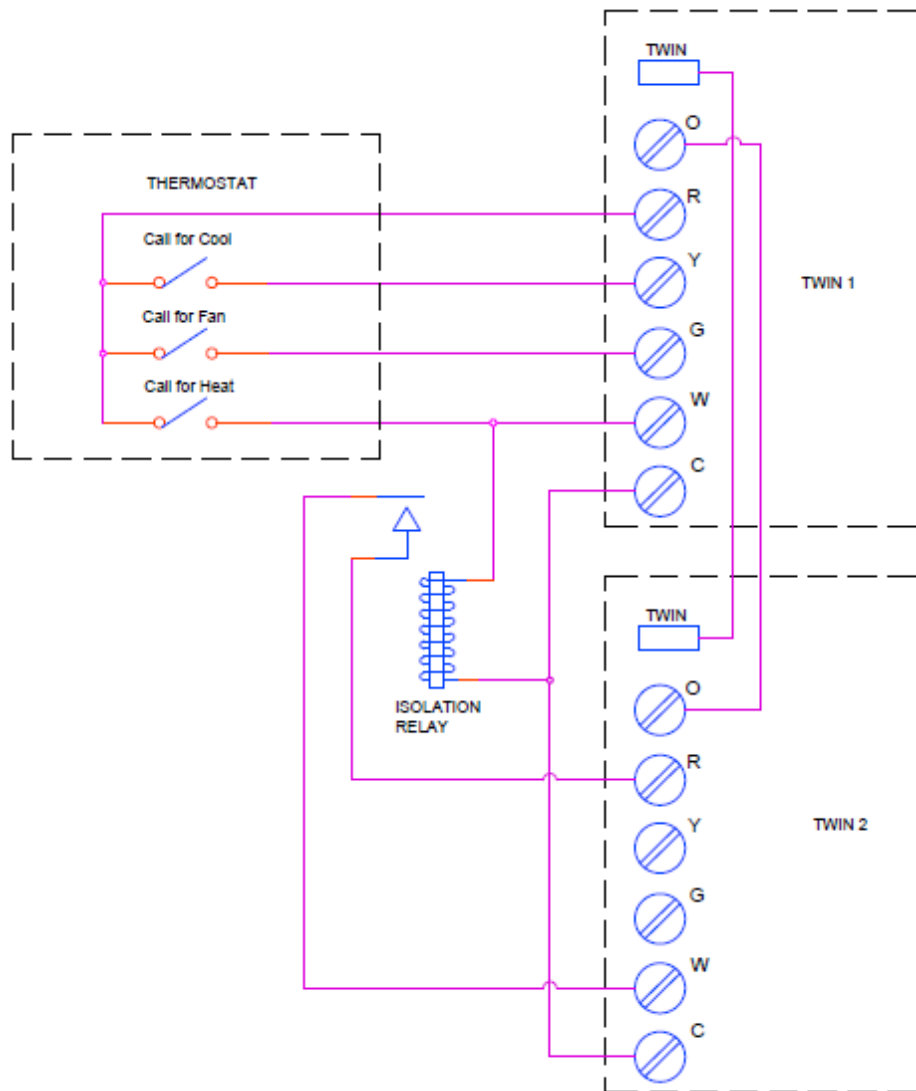 TWIN
O
THERMOSTAT
R
Call for Cool
Y
TWIN 1
Call for Fan
G
Call for Heat
W
C
TWIN
O
ISOLATION
RELAY
R
TWIN 2
Y
G
W
C